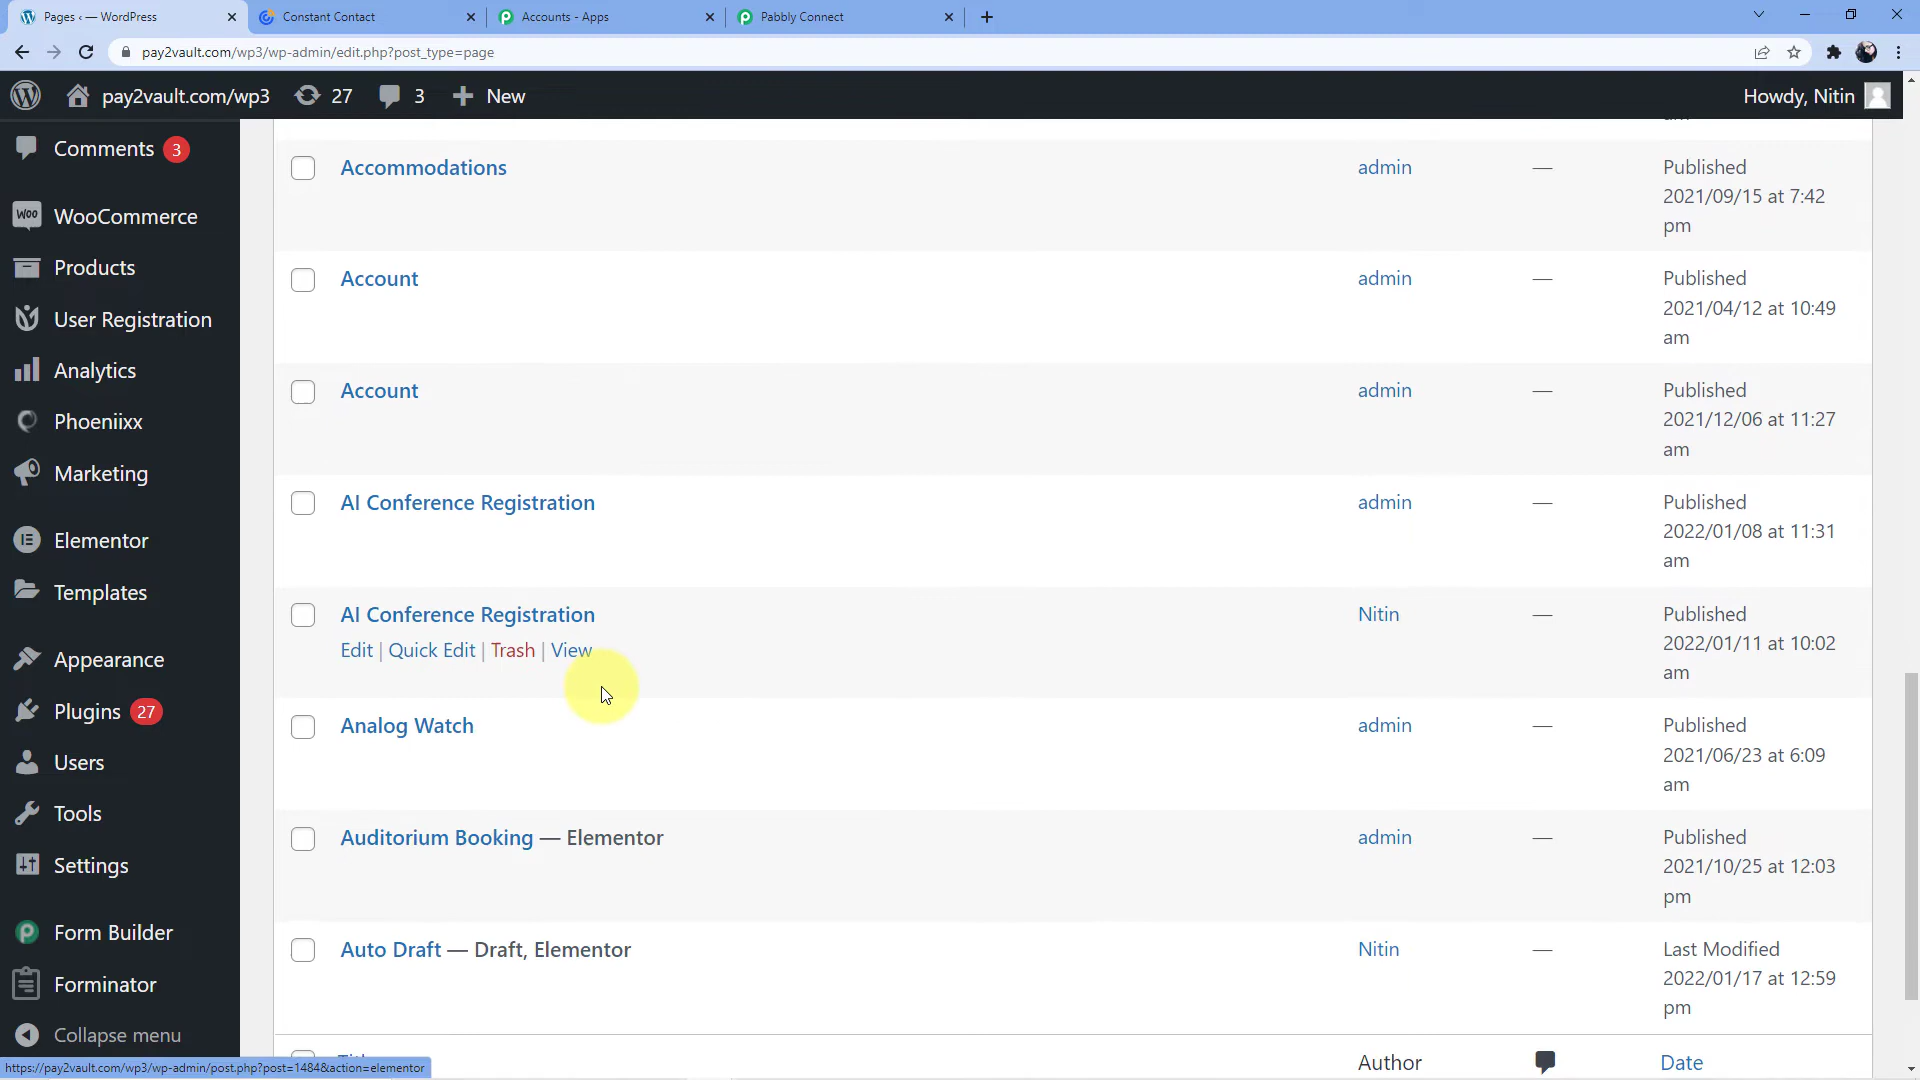 Pages ‹ — WordPress
Constant Contact
Accounts - Apps
Pabbly Connect
pay2vault.com/wp3/wp-admin/edit.php?post_type=page
pay2vault.com/wp3 27 3 New Howdy, Nitin
Comments 3
WooCommerce
Products
User Registration
Analytics
Phoeniixx
Marketing
Elementor
Templates
Appearance
Plugins 27
Users
Tools
Settings
Form Builder
Forminator
Collapse menu
Accommodations admin — Published
2021/09/15 at 7:42
pm
Account admin — Published
2021/04/12 at 10:49
am
Account admin — Published
2021/12/06 at 11:27
am
AI Conference Registration admin — Published
2022/01/08 at 11:31
am
AI Conference Registration Nitin — Published
Edit | Quick Edit | Trash | View
2022/01/11 at 10:02
am
Analog Watch admin — Published
2021/06/23 at 6:09
am
Auditorium Booking — Elementor admin — Published
2021/10/25 at 12:03
pm
Auto Draft — Draft, Elementor Nitin — Last Modified
2022/01/17 at 12:59
pm
Author Date
https://pay2vault.com/wp3/wp-admin/post.php?post=1484&action=elementor